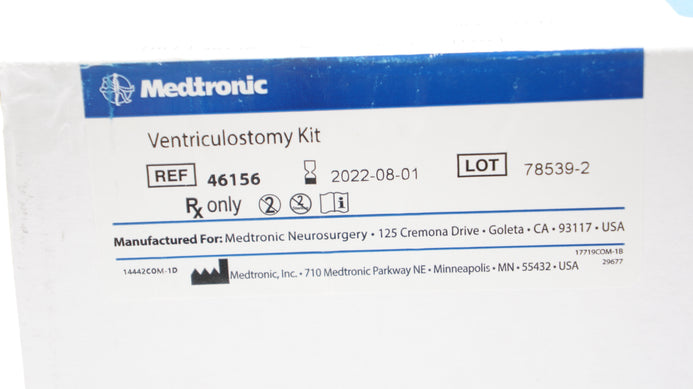 Medtronic
Ventriculostomy Kit
REF 46156 2022-08-01 LOT 78539-2
Rx only 2 2 i
Manufactured For: Medtronic Neurosurgery • 125 Cremona Drive • Goleta • CA • 93117 • USA
17719COM-1B
14442COM-1D Medtronic, Inc. • 710 Medtronic Parkway NE • Minneapolis • MN • 55432 • USA 29677